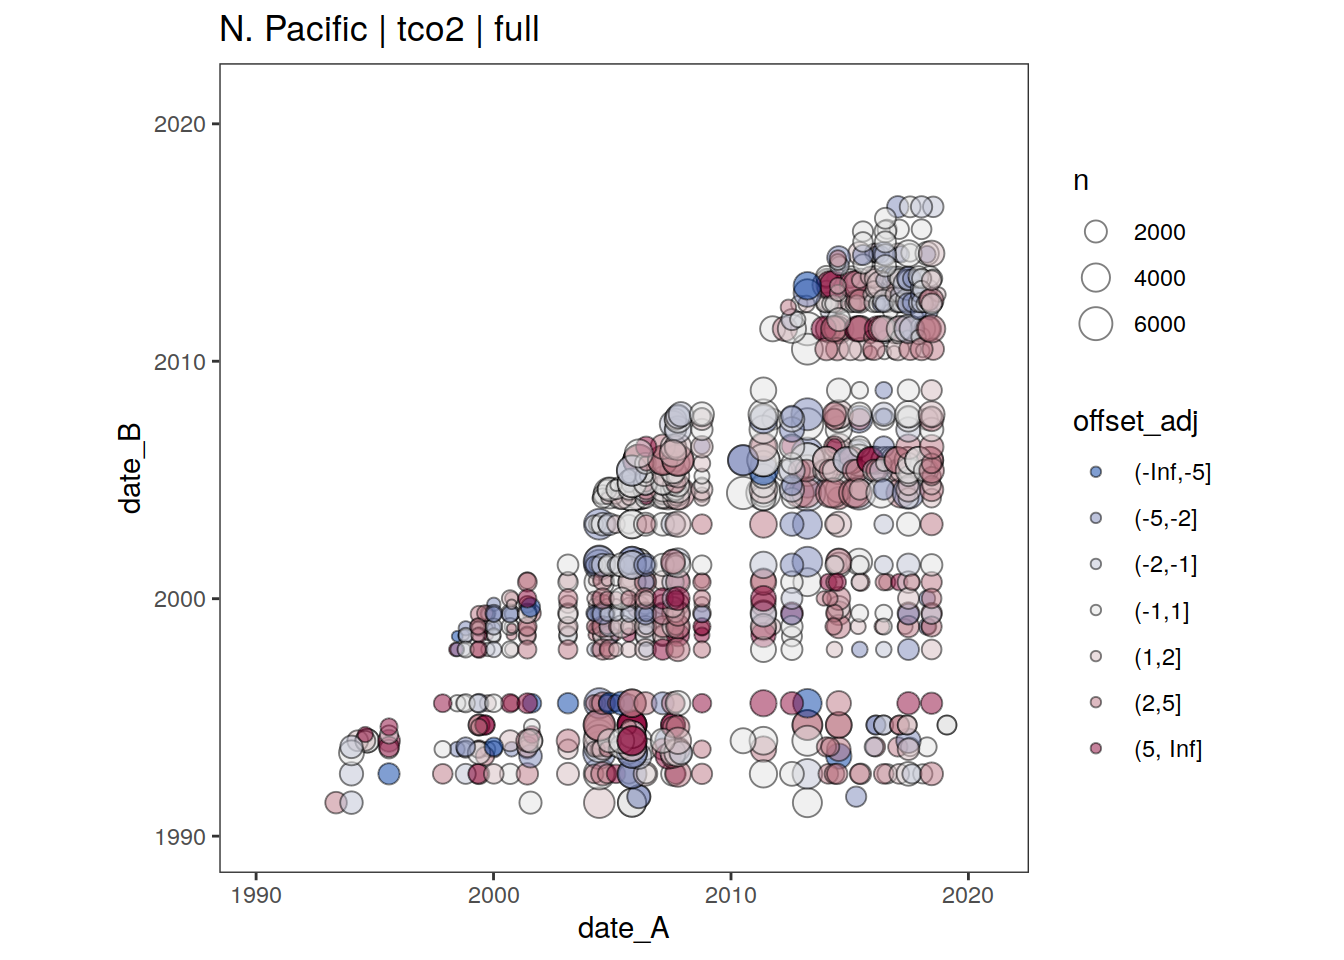 N. Pacific | tco2 | full
2020
2010
2000
1990
date_B
1990
2000
2010
2020
date_A
n
2000
4000
6000
offset_adj
(-Inf,-5]
(-5,-2]
(-2,-1]
(-1,1]
(1,2]
(2,5]
(5, Inf]